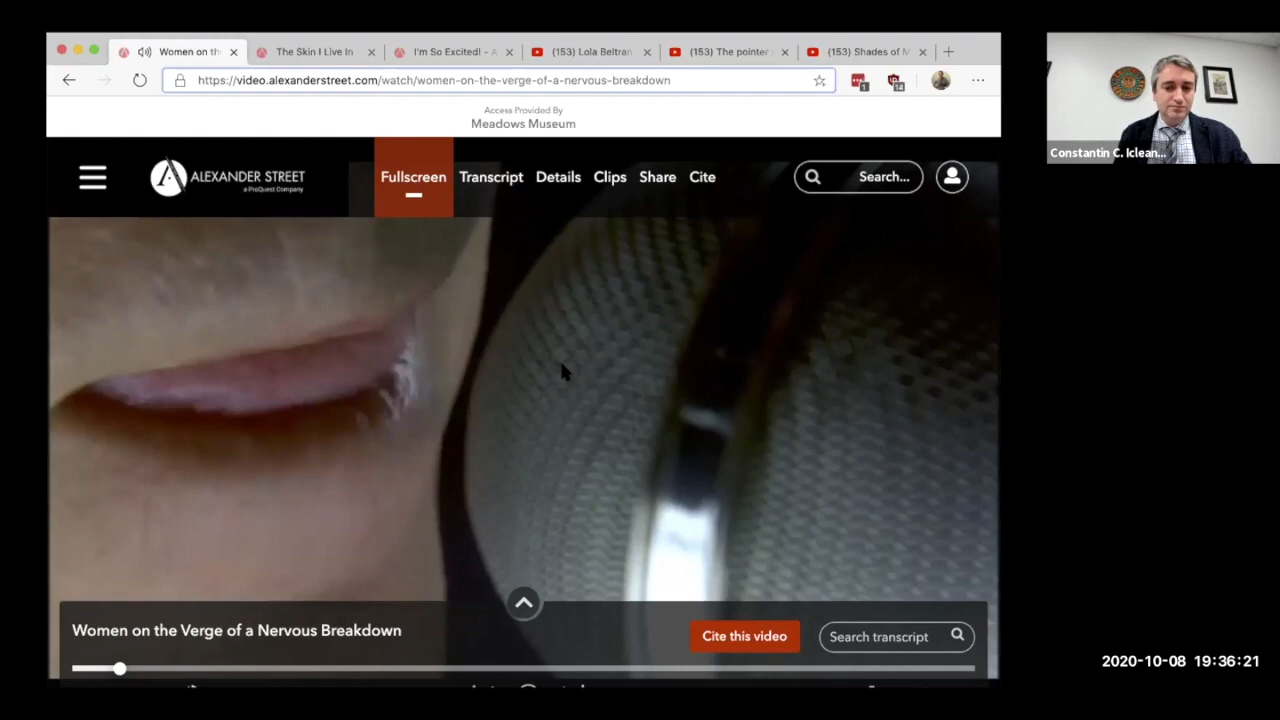 Women on th
The Skin I Live In
I'm So Excited! - A
(153) Lola Beltran
(153) The pointer
(153) Shades of M
https://video.alexanderstreet.com/watch/women-on-the-verge-of-a-nervous-breakdown
1
14
Access Provided By
Meadows Museum
ALEXANDER STREET
a ProQuest Company
Fullscreen
Transcript
Details
Clips
Share
Cite
Search...
Constantin C. Iclean...
Women on the Verge of a Nervous Breakdown
Cite this video
Search transcript
2020-10-08 19:36:21